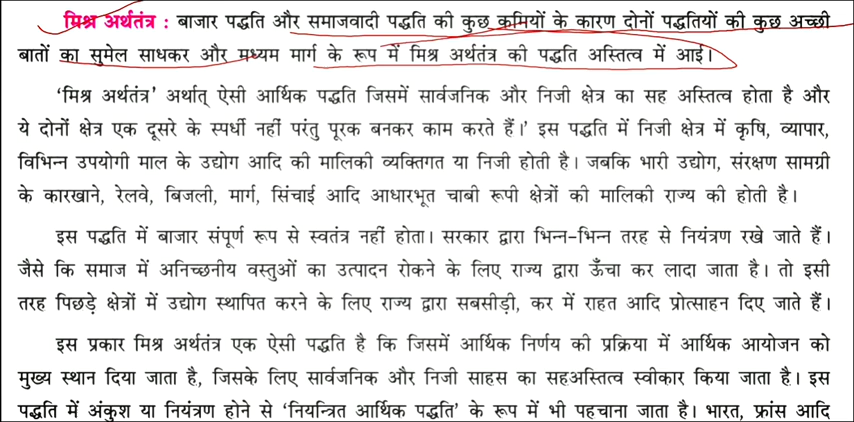 मिश्र अर्थतंत्र : बाजार पद्धति और समाजवादी पद्धति की कुछ कमियों के कारण दोनों पद्धतियों की कुछ अच्छी
बातों का सुमेल साधकर और मध्यम मार्ग के रूप में मिश्र अर्थतंत्र की पद्धति अस्तित्व में आई।
‘मिश्र अर्थतंत्र’ अर्थात् ऐसी आर्थिक पद्धति जिसमें सार्वजनिक और निजी क्षेत्र का सह अस्तित्व होता है और
ये दोनों क्षेत्र एक दूसरे के स्पर्धी नहीं परंतु पूरक बनकर काम करते हैं।’ इस पद्धति में निजी क्षेत्र में कृषि, व्यापार,
विभिन्न उपयोगी माल के उद्योग आदि की मालिकी व्यक्तिगत या निजी होती है। जबकि भारी उद्योग, संरक्षण सामग्री
के कारखाने, रेलवे, बिजली, मार्ग, सिंचाई आदि आधारभूत चाबी रूपी क्षेत्रों की मालिकी राज्य की होती है।
इस पद्धति में बाजार संपूर्ण रूप से स्वतंत्र नहीं होता। सरकार द्वारा भिन्न-भिन्न तरह से नियंत्रण रखे जाते हैं।
जैसे कि समाज में अनिच्छनीय वस्तुओं का उत्पादन रोकने के लिए राज्य द्वारा ऊँचा कर लादा जाता है। तो इसी
तरह पिछड़े क्षेत्रों में उद्योग स्थापित करने के लिए राज्य द्वारा सबसीड़ी, कर में राहत आदि प्रोत्साहन दिए जाते हैं।
इस प्रकार मिश्र अर्थतंत्र एक ऐसी पद्धति है कि जिसमें आर्थिक निर्णय की प्रक्रिया में आर्थिक आयोजन को
मुख्य स्थान दिया जाता है, जिसके लिए सार्वजनिक और निजी साहस का सहअस्तित्व स्वीकार किया जाता है। इस
पद्धति में अंकुश या नियंत्रण होने से ‘नियन्त्रित आर्थिक पद्धति’ के रूप में भी पहचाना जाता है। भारत, फ्रांस आदि